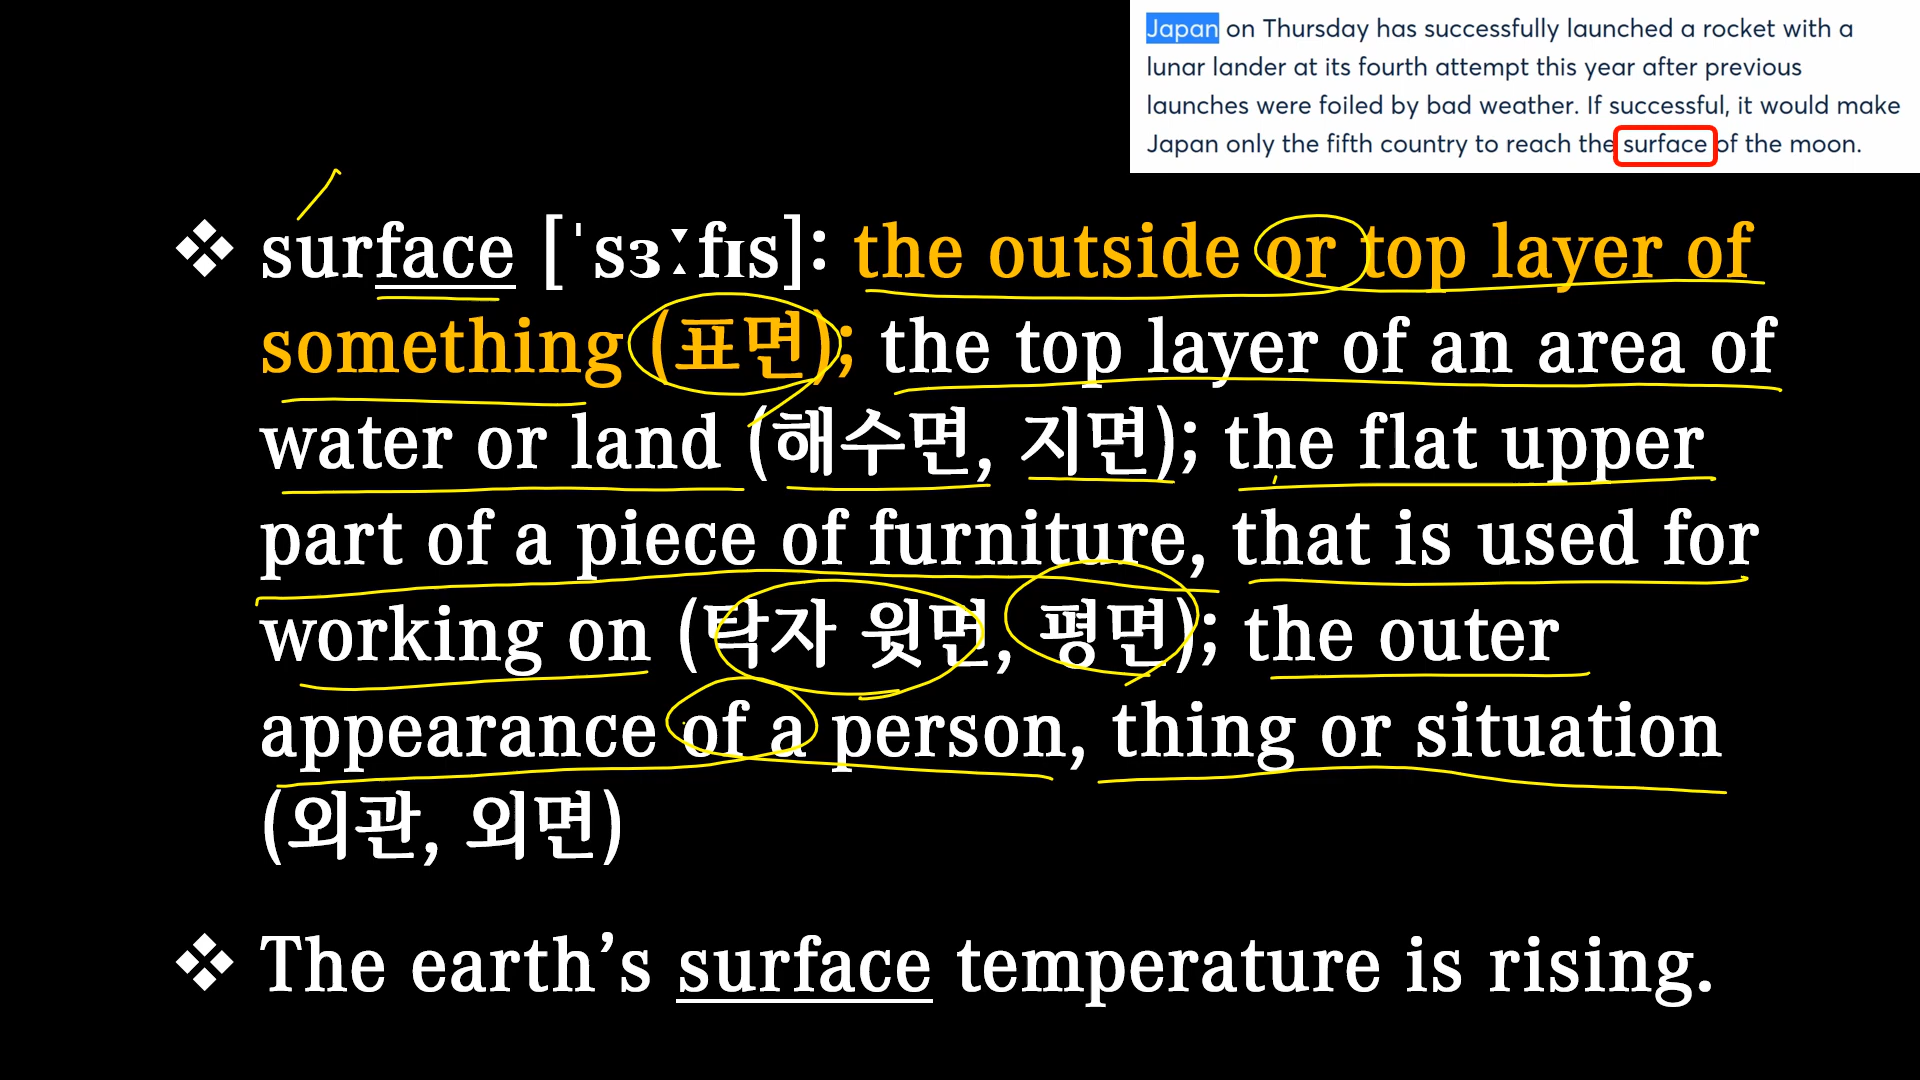 Japan on Thursday has successfully launched a rocket with a
lunar lander at its fourth attempt this year after previous
launches were foiled by bad weather. If successful, it would make
Japan only the fifth country to reach the surface of the moon.
❖ surface [ˈsɜːfɪs]: the outside or top layer of
something (표면); the top layer of an area of
water or land (해수면, 지면); the flat upper
part of a piece of furniture, that is used for
working on (탁자 윗면, 평면); the outer
appearance of a person, thing or situation
(외관, 외면)
❖ The earth’s surface temperature is rising.